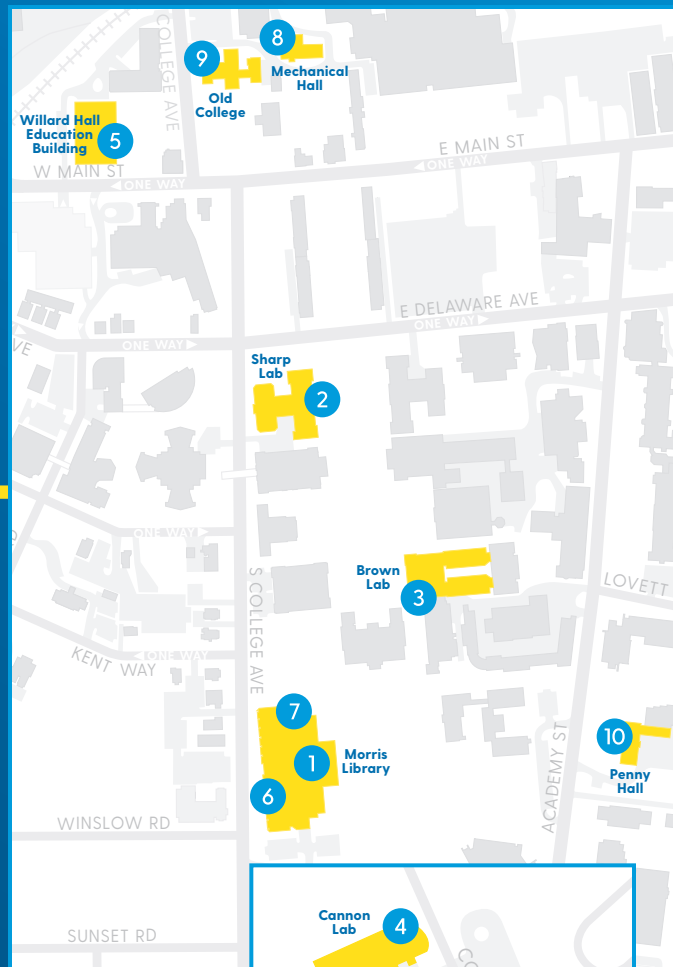 COLLEGE AVE
8
9
Mechanical
Hall
Old
College
Willard Hall
Education
Building
5
E MAIN ST
ONE WAY
W MAIN ST
ONE WAY
E DELAWARE AVE
ONE WAY
VE
ONE WAY
Sharp
Lab
2
ONE WAY
Brown
Lab
3
LOVETT
S COLLEGE AVE
KENT WAY
ONE WAY
7
10
1
Morris
Library
6
Penny
Hall
ACADEMY ST
WINSLOW RD
Cannon
Lab
4
SUNSET RD
CO